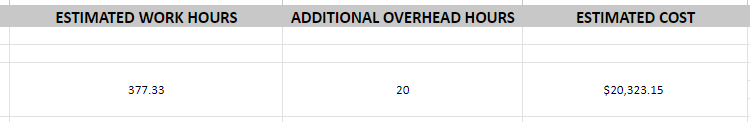 ESTIMATED WORK HOURS ADDITIONAL OVERHEAD HOURS ESTIMATED COST
377.33 20 $20,323.15